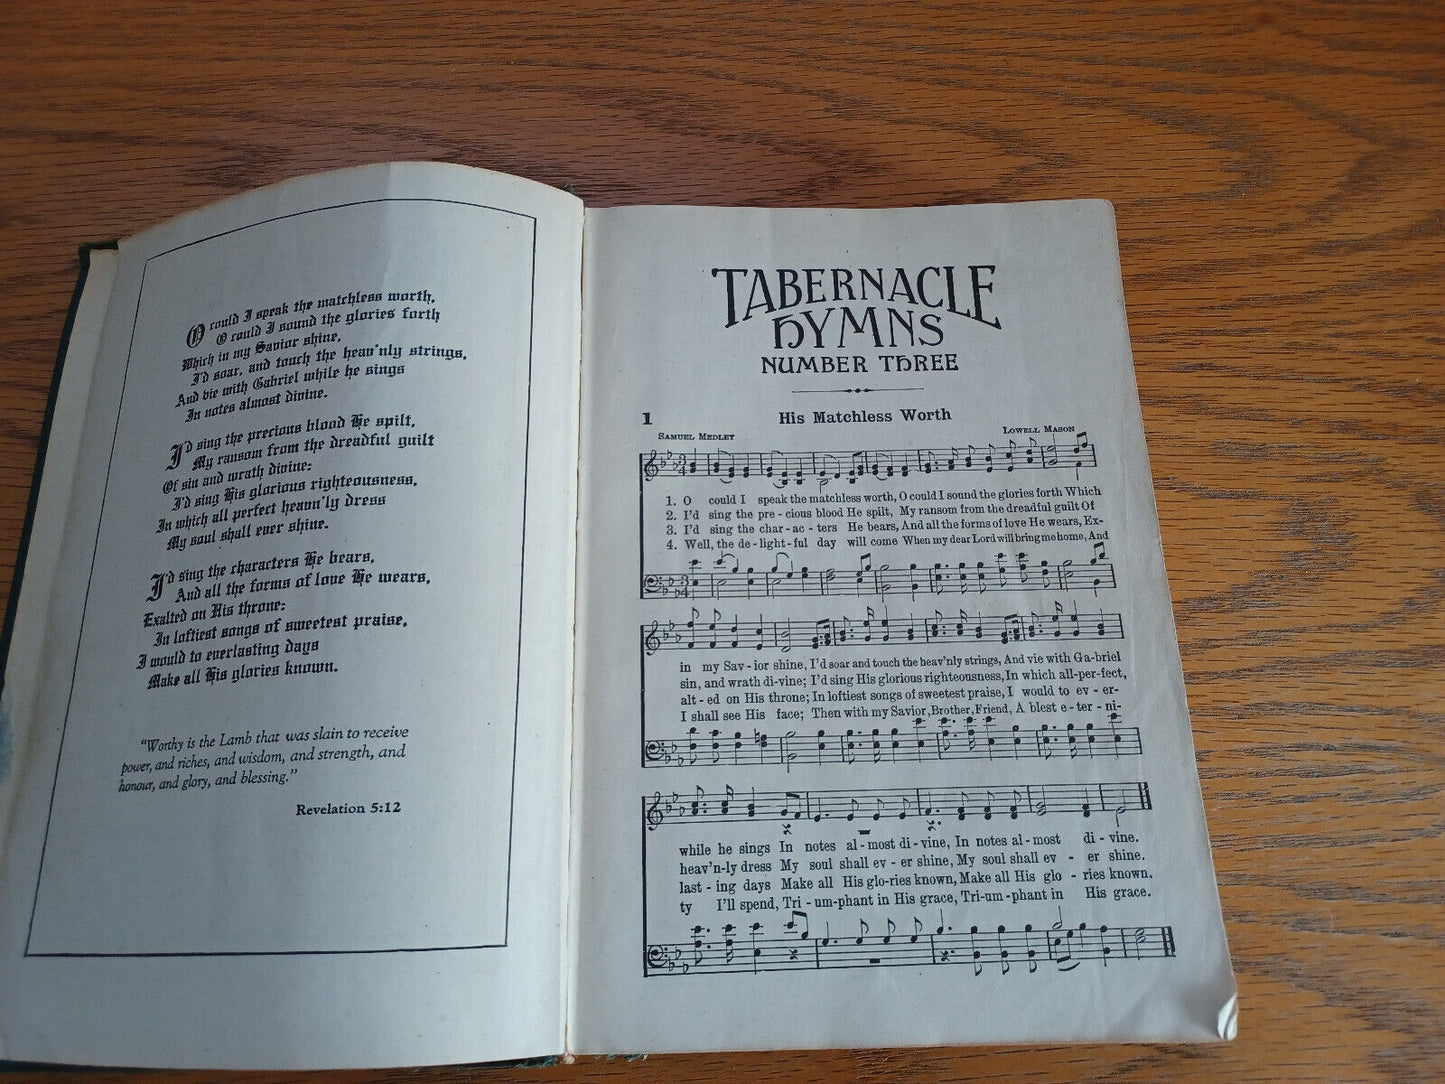 O could I speak the matchless worth,
O could I sound the glories forth
Which in my Savior shine,
I'd soar, and touch the heav'nly strings,
And vie with Gabriel while he sings
In notes almost divine.
I'd sing the precious blood He spilt,
My ransom from the dreadful guilt
Of sin and wrath divine:
I'd sing His glorious righteousness,
In which all perfect heavn'ly dress
My soul shall ever shine.
I'd sing the characters He bears,
And all the forms of love He wears,
Exalted on His throne:
In loftiest songs of sweetest praise,
I would to everlasting days
Make all His glories known.
"Worthy is the Lamb that was slain to receive
power, and riches, and wisdom, and strength, and
honour, and glory, and blessing."
Revelation 5:12
TABERNACLE
HYMNS
NUMBER THREE
1 His Matchless Worth
SAMUEL MEDLEY LOWELL MASON
3 4
1. O could I speak the matchless worth, O could I sound the glories forth Which
2. I'd sing the pre - cious blood He spilt, My ransom from the dreadful guilt Of
3. I'd sing the char - ac - ters He bears, And all the forms of love He wears, Ex-
4. Well, the de - light - ful day will come When my dear Lord will bring me home, And
3 4
in my Sav - ior shine, I'd soar and touch the heav'nly strings, And vie with Ga-briel
sin, and wrath di-vine; I'd sing His glorious righteousness, In which all-per-fect,
alt - ed on His throne; In loftiest songs of sweetest praise, I would to ev - er-
I shall see His face; Then with my Savior, Brother, Friend, A blest e - ter - ni-
while he sings In notes al-most di-vine, In notes al-most di-vine.
heav'n-ly dress My soul shall ev - er shine, My soul shall ev - er shine.
last - ing days Make all His glo-ries known, Make all His glo - ries known.
ty I'll spend, Tri - um-phant in His grace, Tri-um-phant in His grace.